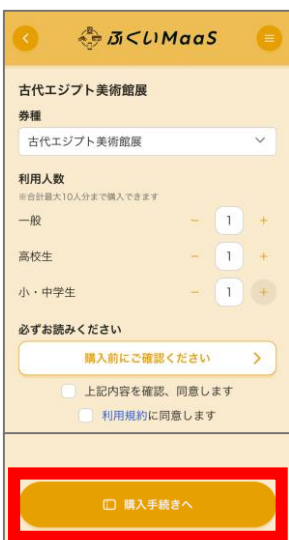 ふくいMaaS
古代エジプト美術館展
券種
古代エジプト美術館展
利用人数
※合計最大10人分まで購入できます
一般 － 1 ＋
高校生 － 1 ＋
小・中学生 － 1 ＋
必ずお読みください
購入前にご確認ください
上記内容を確認、同意します
利用規約に同意します
購入手続きへ